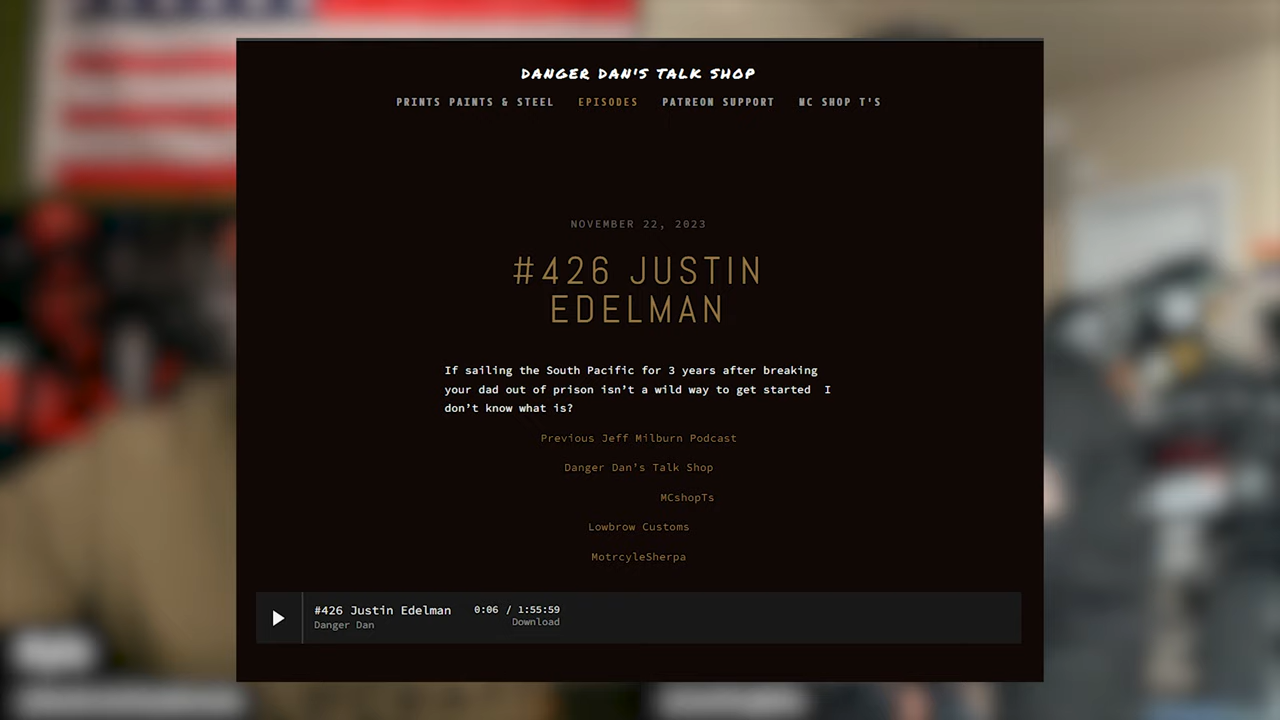 DANGER DAN'S TALK SHOP
PRINTS PAINTS & STEEL EPISODES PATREON SUPPORT MC SHOP T'S
NOVEMBER 22, 2023
#426 JUSTIN
EDELMAN
If sailing the South Pacific for 3 years after breaking
your dad out of prison isn't a wild way to get started I
don't know what is?
Previous Jeff Milburn Podcast
Danger Dan's Talk Shop
MCshopTs
Lowbrow Customs
MotrcyleSherpa
#426 Justin Edelman 0:06 / 1:55:59
Danger Dan Download